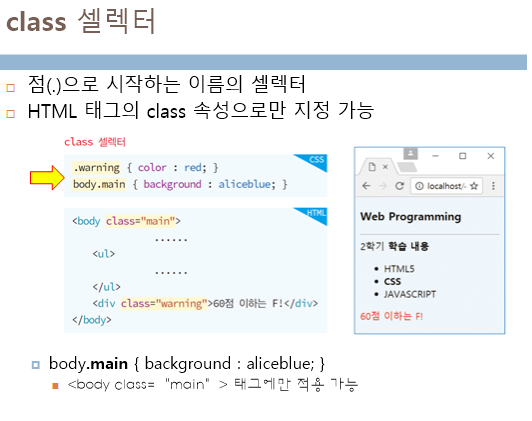 class 셀렉터
점(.)으로 시작하는 이름의 셀렉터
HTML 태그의 class 속성으로만 지정 가능
class 셀렉터
CSS
.warning { color : red; }
body.main { background : aliceblue; }
HTML
<body class="main">
......
<ul>
......
</ul>
<div class="warning">60점 이하는 F!</div>
</body>
localhost/
Web Programming
2학기 학습 내용
HTML5
CSS
JAVASCRIPT
60점 이하는 F!
body.main { background : aliceblue; }
<body class= "main" > 태그에만 적용 가능